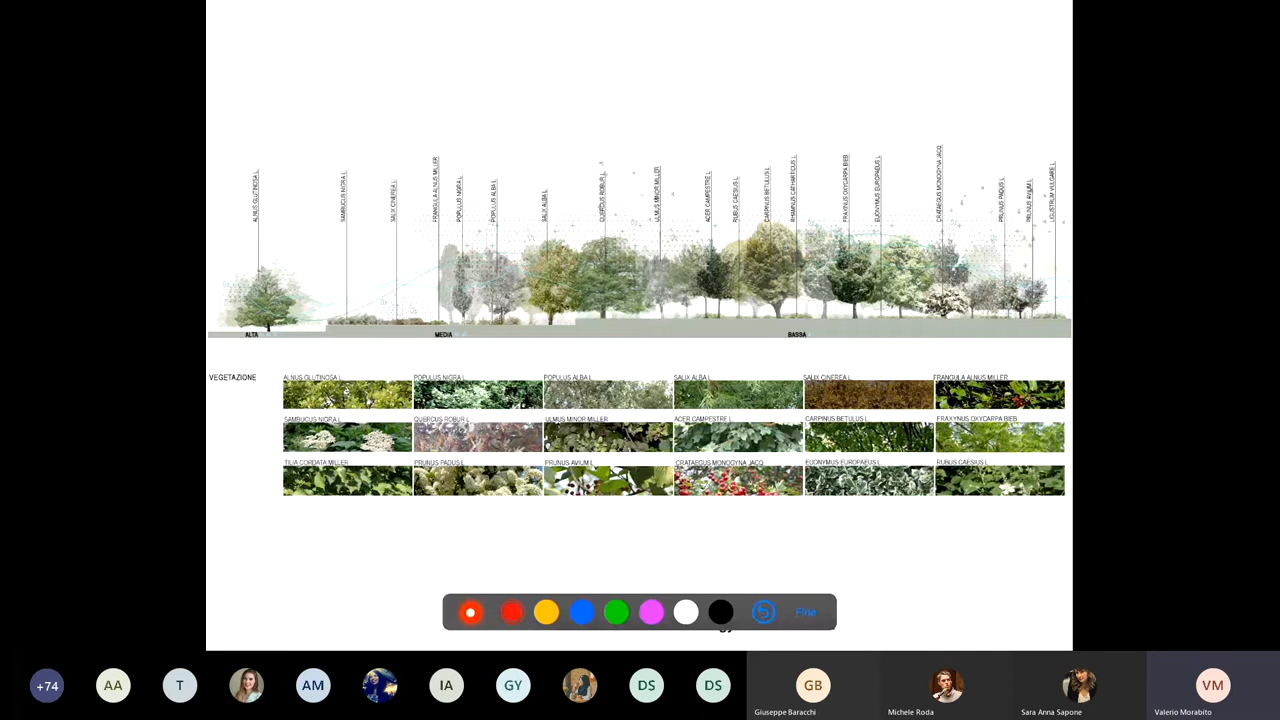 ALNUS GLUTINOSA L.
SAMBUCUS NIGRA L.
SALIX CINEREA L.
FRANGULA ALNUS MILLER
POPULUS NIGRA L.
POPULUS ALBA L.
SALIX ALBA L.
QUERCUS ROBUR L.
ULMUS MINOR MILLER
ACER CAMPESTRE L.
RUBUS CAESIUS L.
CARPINUS BETULUS L.
RHAMNUS CATHARTICUS L.
FRAXINUS OXYCARPA BIEB.
EUONYMUS EUROPAEUS L.
CRATAEGUS MONOGYNA JACQ.
PRUNUS PADUS L.
PRUNUS AVIUM L.
LIGUSTRUM VULGARE L.
ALTA MEDIA BASSA
VEGETAZIONE
ALNUS GLUTINOSA L. POPULUS NIGRA L. POPULUS ALBA L. SALIX ALBA L. SALIX CINEREA L. FRANGULA ALNUS MILLER
SAMBUCUS NIGRA L. QUERCUS ROBUR L. ULMUS MINOR MILLER ACER CAMPESTRE L. CARPINUS BETULUS L. FRAXYNUS OXYCARPA BIEB.
TILIA CORDATA MILLER PRUNUS PADUS L. PRUNUS AVIUM L. CRATAEGUS MONOGYNA JACQ. EUONYMUS EUROPAEUS L. RUBUS CAESIUS L.
Fine
+74 AA T AM IA GY DS DS GB VM
Giuseppe Baracchi Michele Roda Sara Anna Sapone Valerio Morabito